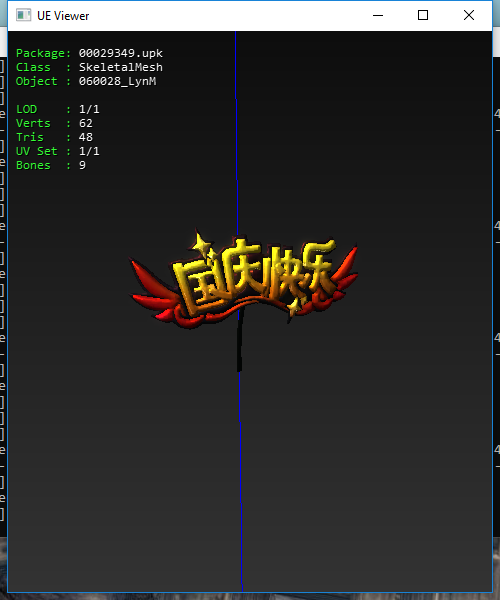 UE Viewer
Package: 00029349.upk
Class : SkeletalMesh
Object : 060028_LynM
LOD : 1/1
Verts : 62
Tris : 48
UV Set : 1/1
Bones : 9
国庆快乐